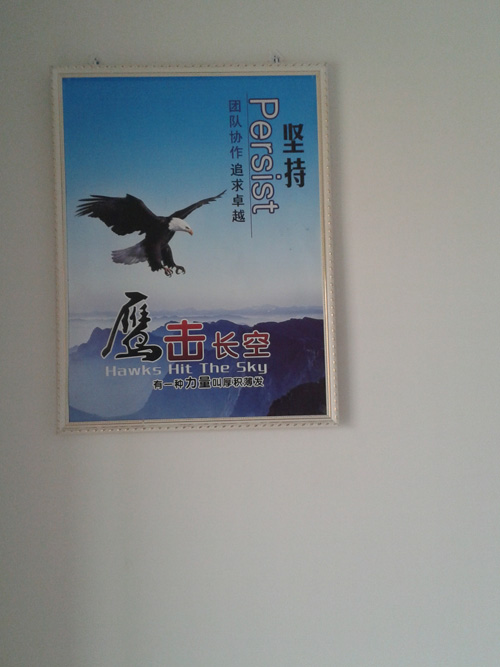 坚持
Persist
团队协作 追求卓越
鹰击长空
Hawks Hit The Sky
有一种力量叫厚积薄发